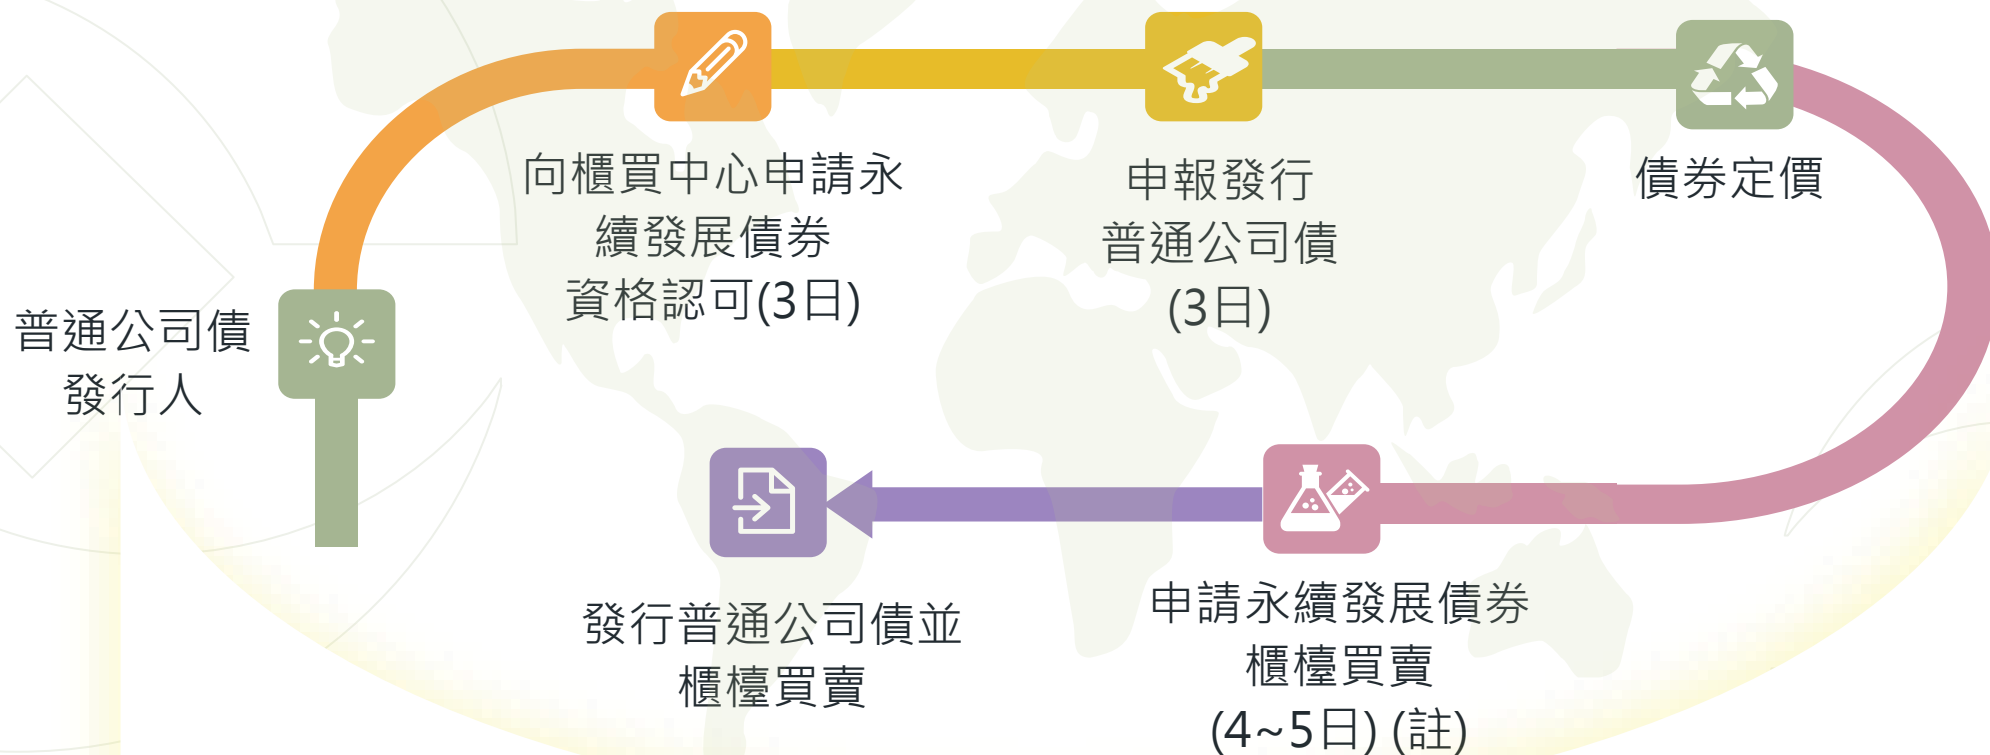 普通公司債
發行人
向櫃買中心申請永
續發展債券
資格認可(3日)
申報發行
普通公司債
(3日)
債券定價
申請永續發展債券
櫃檯買賣
(4~5日) (註)
發行普通公司債並
櫃檯買賣